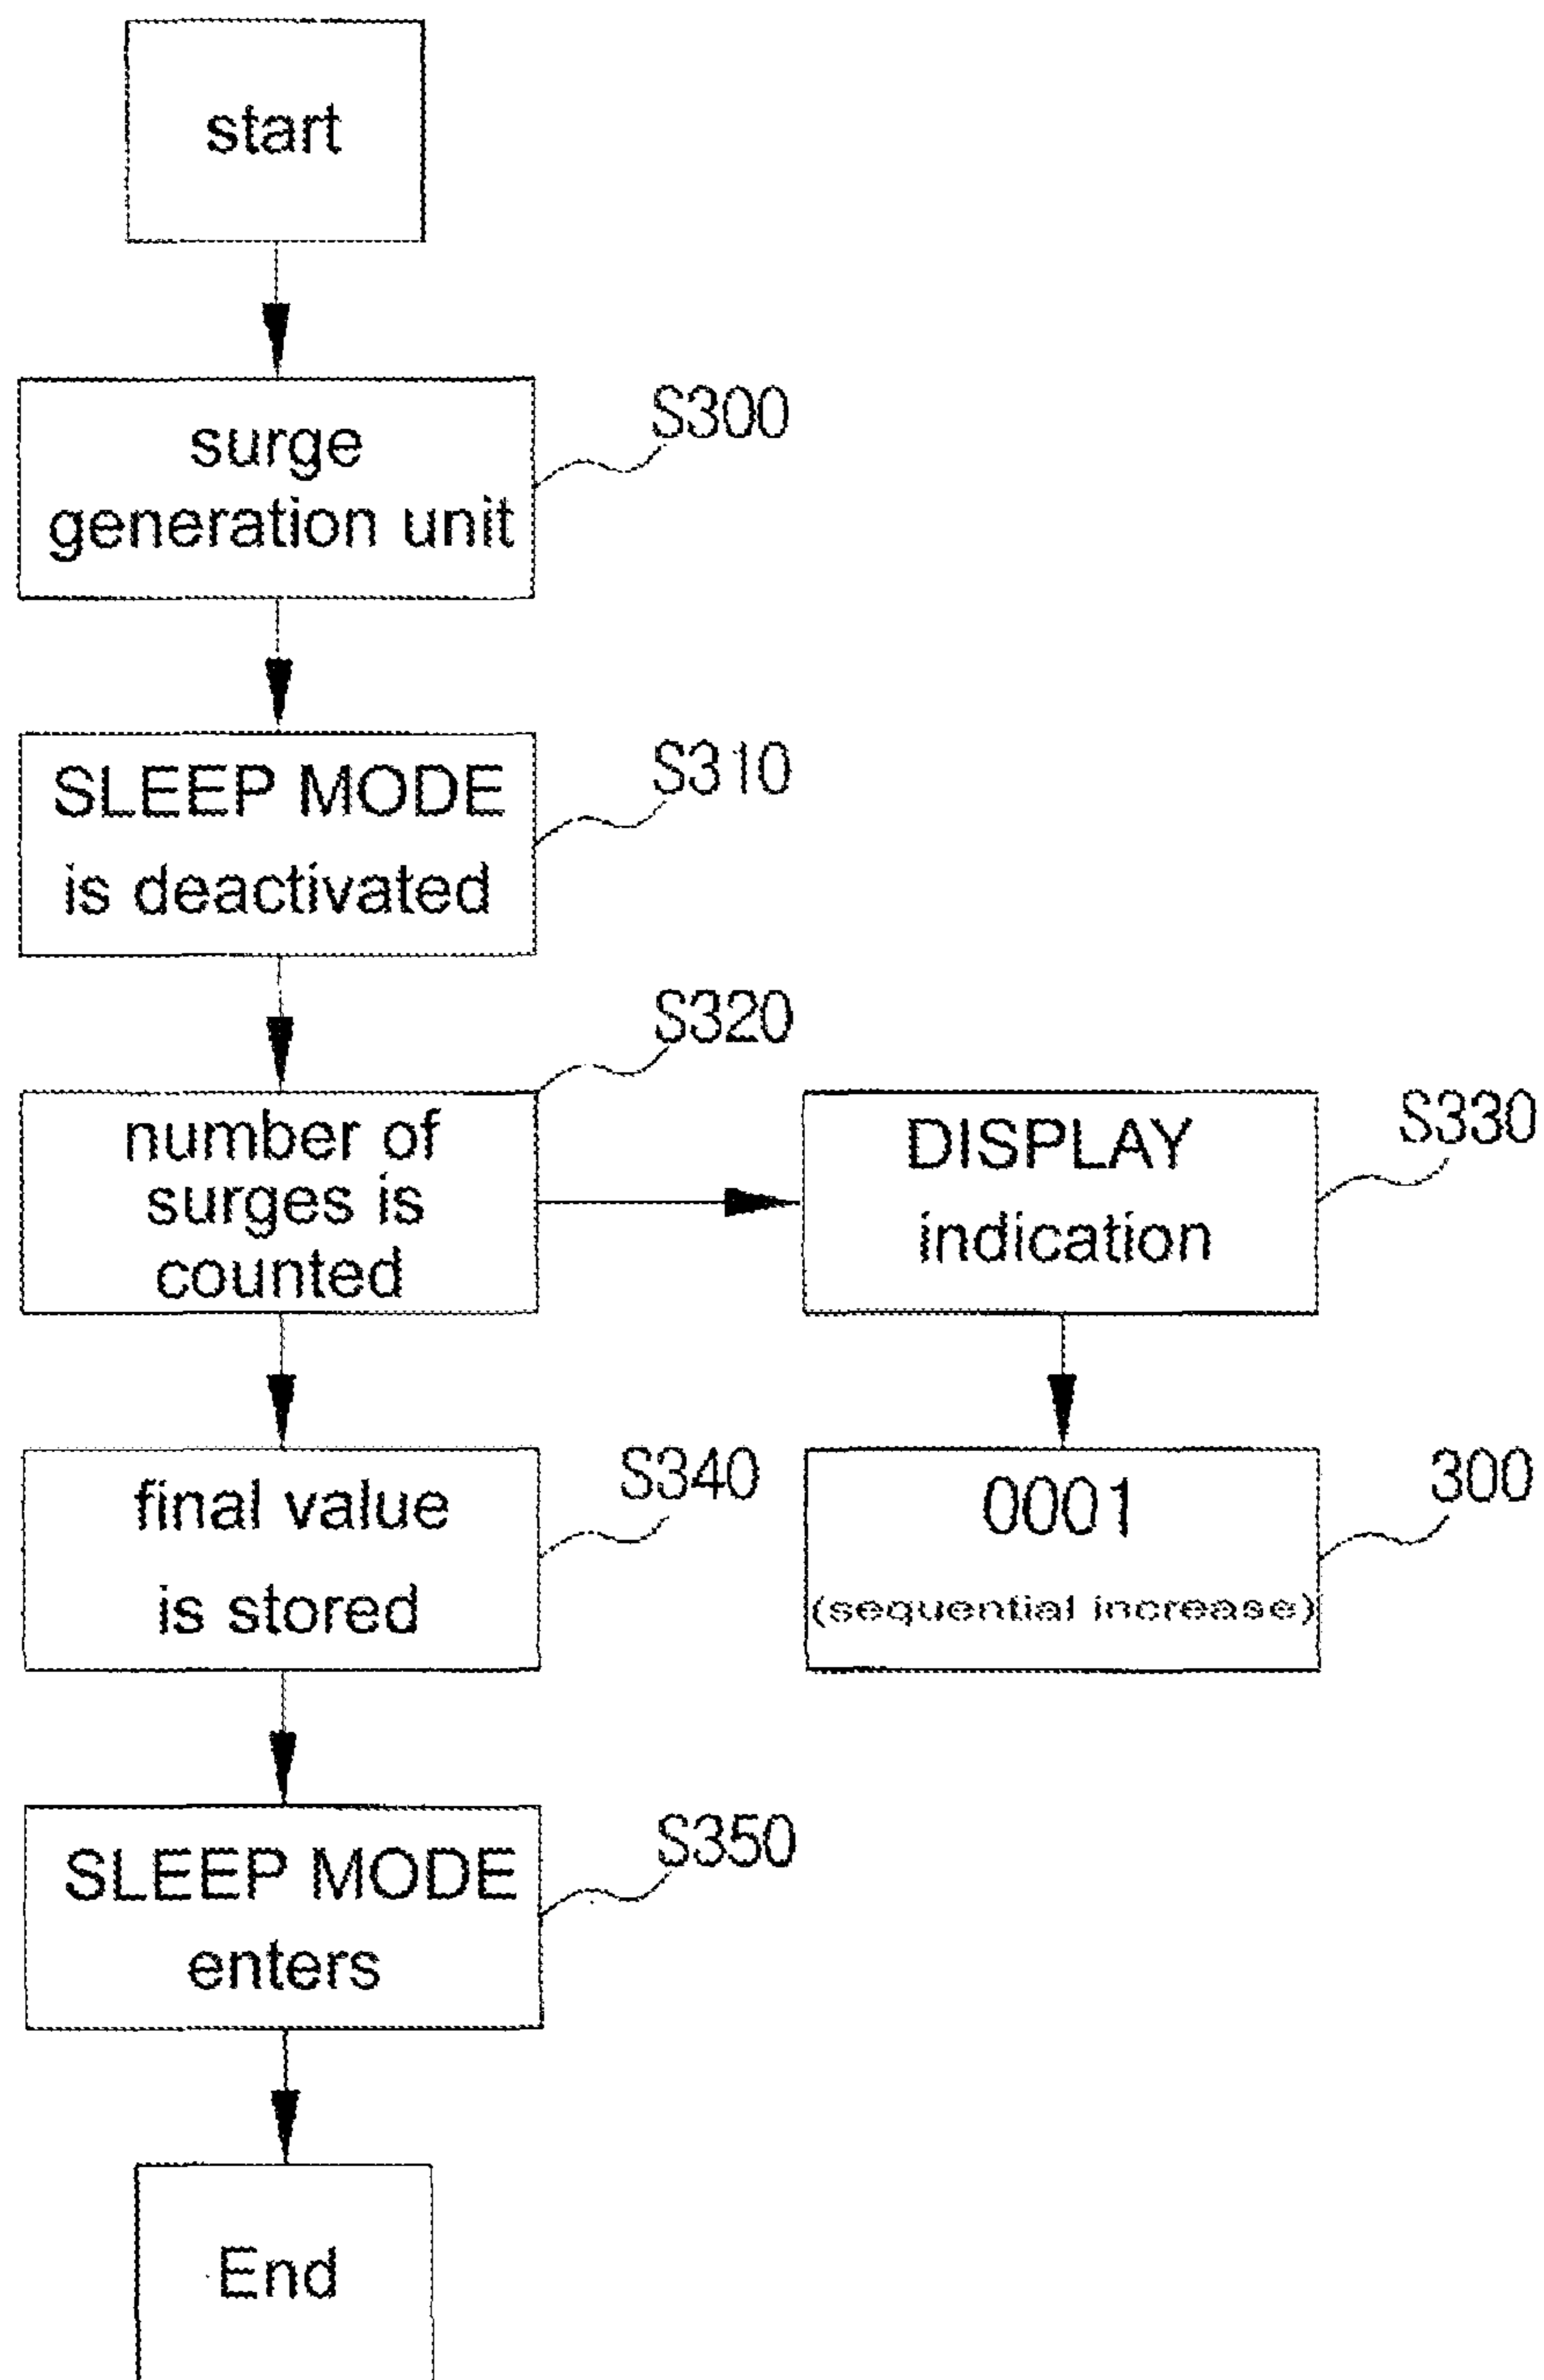 start
S300
surge
generation unit
S310
SLEEP MODE
is deactivated
S320
number of
surges is
counted
S330
DISPLAY
indication
S340
final value
is stored
300
0001
(sequential increase)
S350
SLEEP MODE
enters
End